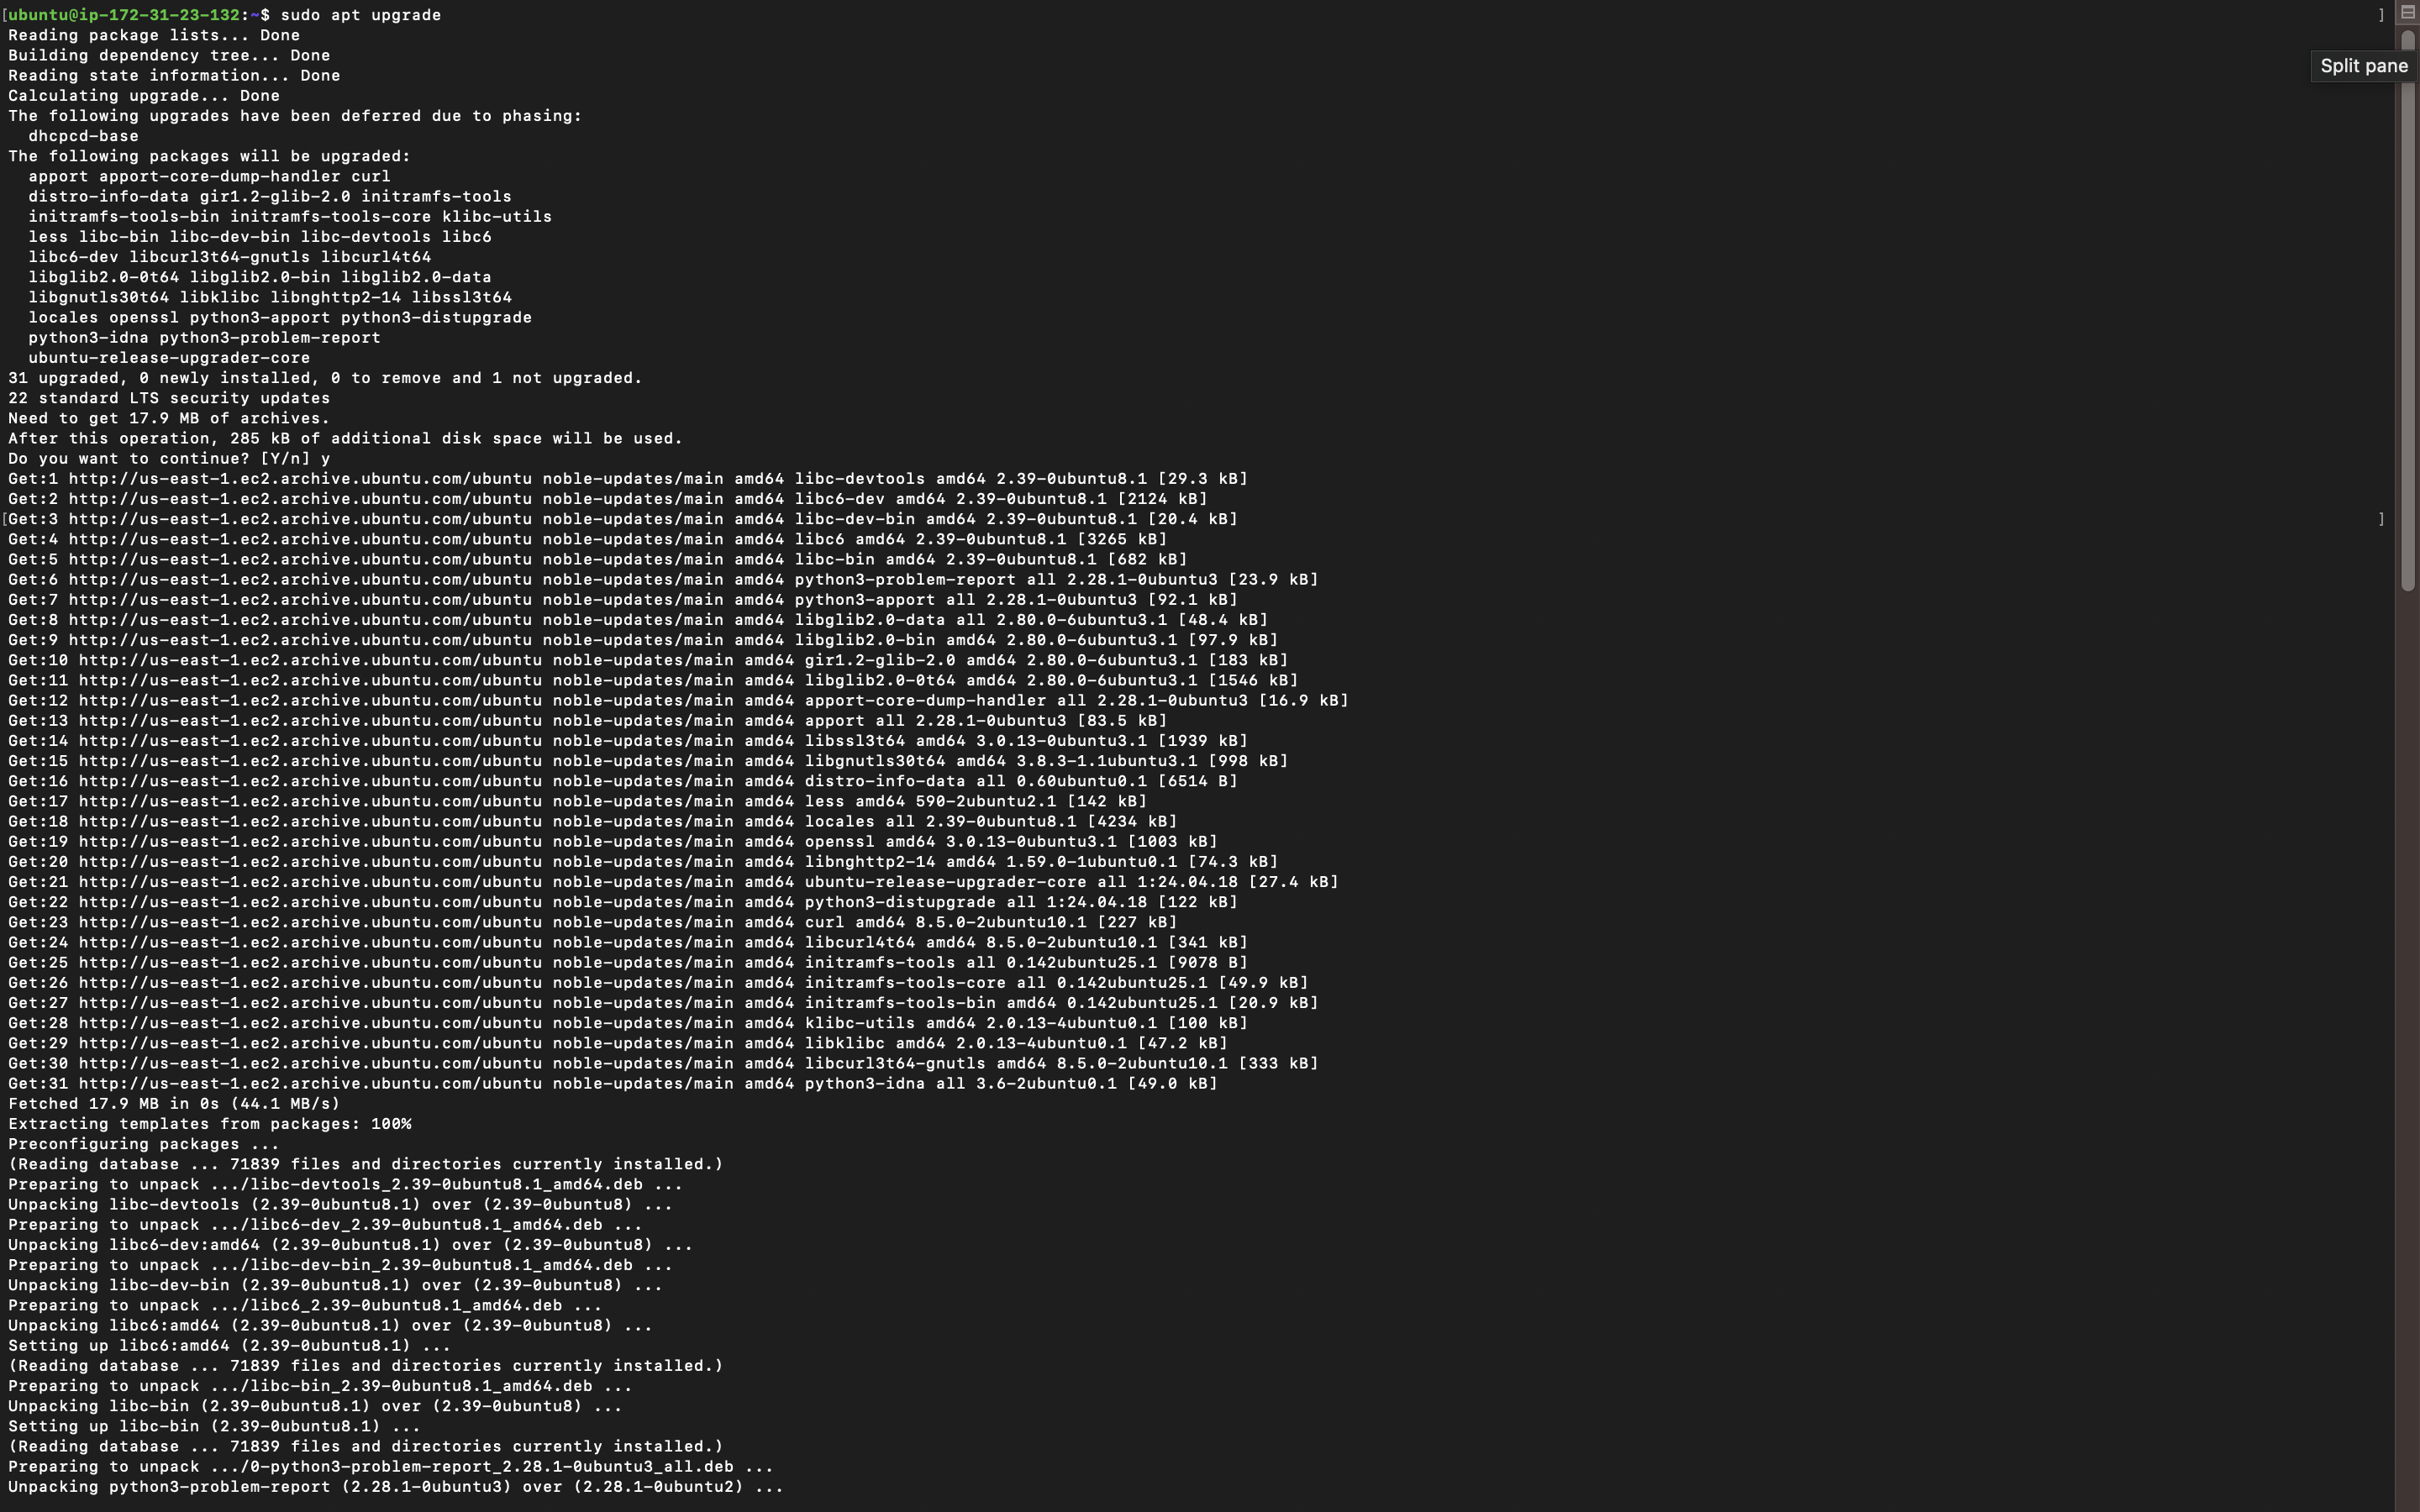 [ubuntu@ip-172-31-23-132:~$ sudo apt upgrade ]
Reading package lists... Done
Split pane
Building dependency tree... Done
Reading state information... Done
Calculating upgrade... Done
The following upgrades have been deferred due to phasing:
  dhcpcd-base
The following packages will be upgraded:
  apport apport-core-dump-handler curl
  distro-info-data gir1.2-glib-2.0 initramfs-tools
  initramfs-tools-bin initramfs-tools-core klibc-utils
  less libc-bin libc-dev-bin libc-devtools libc6
  libc6-dev libcurl3t64-gnutls libcurl4t64
  libglib2.0-0t64 libglib2.0-bin libglib2.0-data
  libgnutls30t64 libklibc libnghttp2-14 libssl3t64
  locales openssl python3-apport python3-distupgrade
  python3-idna python3-problem-report
  ubuntu-release-upgrader-core
31 upgraded, 0 newly installed, 0 to remove and 1 not upgraded.
22 standard LTS security updates
Need to get 17.9 MB of archives.
After this operation, 285 kB of additional disk space will be used.
Do you want to continue? [Y/n] y
Get:1 http://us-east-1.ec2.archive.ubuntu.com/ubuntu noble-updates/main amd64 libc-devtools amd64 2.39-0ubuntu8.1 [29.3 kB]
Get:2 http://us-east-1.ec2.archive.ubuntu.com/ubuntu noble-updates/main amd64 libc6-dev amd64 2.39-0ubuntu8.1 [2124 kB]
[Get:3 http://us-east-1.ec2.archive.ubuntu.com/ubuntu noble-updates/main amd64 libc-dev-bin amd64 2.39-0ubuntu8.1 [20.4 kB] ]
Get:4 http://us-east-1.ec2.archive.ubuntu.com/ubuntu noble-updates/main amd64 libc6 amd64 2.39-0ubuntu8.1 [3265 kB]
Get:5 http://us-east-1.ec2.archive.ubuntu.com/ubuntu noble-updates/main amd64 libc-bin amd64 2.39-0ubuntu8.1 [682 kB]
Get:6 http://us-east-1.ec2.archive.ubuntu.com/ubuntu noble-updates/main amd64 python3-problem-report all 2.28.1-0ubuntu3 [23.9 kB]
Get:7 http://us-east-1.ec2.archive.ubuntu.com/ubuntu noble-updates/main amd64 python3-apport all 2.28.1-0ubuntu3 [92.1 kB]
Get:8 http://us-east-1.ec2.archive.ubuntu.com/ubuntu noble-updates/main amd64 libglib2.0-data all 2.80.0-6ubuntu3.1 [48.4 kB]
Get:9 http://us-east-1.ec2.archive.ubuntu.com/ubuntu noble-updates/main amd64 libglib2.0-bin amd64 2.80.0-6ubuntu3.1 [97.9 kB]
Get:10 http://us-east-1.ec2.archive.ubuntu.com/ubuntu noble-updates/main amd64 gir1.2-glib-2.0 amd64 2.80.0-6ubuntu3.1 [183 kB]
Get:11 http://us-east-1.ec2.archive.ubuntu.com/ubuntu noble-updates/main amd64 libglib2.0-0t64 amd64 2.80.0-6ubuntu3.1 [1546 kB]
Get:12 http://us-east-1.ec2.archive.ubuntu.com/ubuntu noble-updates/main amd64 apport-core-dump-handler all 2.28.1-0ubuntu3 [16.9 kB]
Get:13 http://us-east-1.ec2.archive.ubuntu.com/ubuntu noble-updates/main amd64 apport all 2.28.1-0ubuntu3 [83.5 kB]
Get:14 http://us-east-1.ec2.archive.ubuntu.com/ubuntu noble-updates/main amd64 libssl3t64 amd64 3.0.13-0ubuntu3.1 [1939 kB]
Get:15 http://us-east-1.ec2.archive.ubuntu.com/ubuntu noble-updates/main amd64 libgnutls30t64 amd64 3.8.3-1.1ubuntu3.1 [998 kB]
Get:16 http://us-east-1.ec2.archive.ubuntu.com/ubuntu noble-updates/main amd64 distro-info-data all 0.60ubuntu0.1 [6514 B]
Get:17 http://us-east-1.ec2.archive.ubuntu.com/ubuntu noble-updates/main amd64 less amd64 590-2ubuntu2.1 [142 kB]
Get:18 http://us-east-1.ec2.archive.ubuntu.com/ubuntu noble-updates/main amd64 locales all 2.39-0ubuntu8.1 [4234 kB]
Get:19 http://us-east-1.ec2.archive.ubuntu.com/ubuntu noble-updates/main amd64 openssl amd64 3.0.13-0ubuntu3.1 [1003 kB]
Get:20 http://us-east-1.ec2.archive.ubuntu.com/ubuntu noble-updates/main amd64 libnghttp2-14 amd64 1.59.0-1ubuntu0.1 [74.3 kB]
Get:21 http://us-east-1.ec2.archive.ubuntu.com/ubuntu noble-updates/main amd64 ubuntu-release-upgrader-core all 1:24.04.18 [27.4 kB]
Get:22 http://us-east-1.ec2.archive.ubuntu.com/ubuntu noble-updates/main amd64 python3-distupgrade all 1:24.04.18 [122 kB]
Get:23 http://us-east-1.ec2.archive.ubuntu.com/ubuntu noble-updates/main amd64 curl amd64 8.5.0-2ubuntu10.1 [227 kB]
Get:24 http://us-east-1.ec2.archive.ubuntu.com/ubuntu noble-updates/main amd64 libcurl4t64 amd64 8.5.0-2ubuntu10.1 [341 kB]
Get:25 http://us-east-1.ec2.archive.ubuntu.com/ubuntu noble-updates/main amd64 initramfs-tools all 0.142ubuntu25.1 [9078 B]
Get:26 http://us-east-1.ec2.archive.ubuntu.com/ubuntu noble-updates/main amd64 initramfs-tools-core all 0.142ubuntu25.1 [49.9 kB]
Get:27 http://us-east-1.ec2.archive.ubuntu.com/ubuntu noble-updates/main amd64 initramfs-tools-bin amd64 0.142ubuntu25.1 [20.9 kB]
Get:28 http://us-east-1.ec2.archive.ubuntu.com/ubuntu noble-updates/main amd64 klibc-utils amd64 2.0.13-4ubuntu0.1 [100 kB]
Get:29 http://us-east-1.ec2.archive.ubuntu.com/ubuntu noble-updates/main amd64 libklibc amd64 2.0.13-4ubuntu0.1 [47.2 kB]
Get:30 http://us-east-1.ec2.archive.ubuntu.com/ubuntu noble-updates/main amd64 libcurl3t64-gnutls amd64 8.5.0-2ubuntu10.1 [333 kB]
Get:31 http://us-east-1.ec2.archive.ubuntu.com/ubuntu noble-updates/main amd64 python3-idna all 3.6-2ubuntu0.1 [49.0 kB]
Fetched 17.9 MB in 0s (44.1 MB/s)
Extracting templates from packages: 100%
Preconfiguring packages ...
(Reading database ... 71839 files and directories currently installed.)
Preparing to unpack .../libc-devtools_2.39-0ubuntu8.1_amd64.deb ...
Unpacking libc-devtools (2.39-0ubuntu8.1) over (2.39-0ubuntu8) ...
Preparing to unpack .../libc6-dev_2.39-0ubuntu8.1_amd64.deb ...
Unpacking libc6-dev:amd64 (2.39-0ubuntu8.1) over (2.39-0ubuntu8) ...
Preparing to unpack .../libc-dev-bin_2.39-0ubuntu8.1_amd64.deb ...
Unpacking libc-dev-bin (2.39-0ubuntu8.1) over (2.39-0ubuntu8) ...
Preparing to unpack .../libc6_2.39-0ubuntu8.1_amd64.deb ...
Unpacking libc6:amd64 (2.39-0ubuntu8.1) over (2.39-0ubuntu8) ...
Setting up libc6:amd64 (2.39-0ubuntu8.1) ...
(Reading database ... 71839 files and directories currently installed.)
Preparing to unpack .../libc-bin_2.39-0ubuntu8.1_amd64.deb ...
Unpacking libc-bin (2.39-0ubuntu8.1) over (2.39-0ubuntu8) ...
Setting up libc-bin (2.39-0ubuntu8.1) ...
(Reading database ... 71839 files and directories currently installed.)
Preparing to unpack .../0-python3-problem-report_2.28.1-0ubuntu3_all.deb ...
Unpacking python3-problem-report (2.28.1-0ubuntu3) over (2.28.1-0ubuntu2) ...